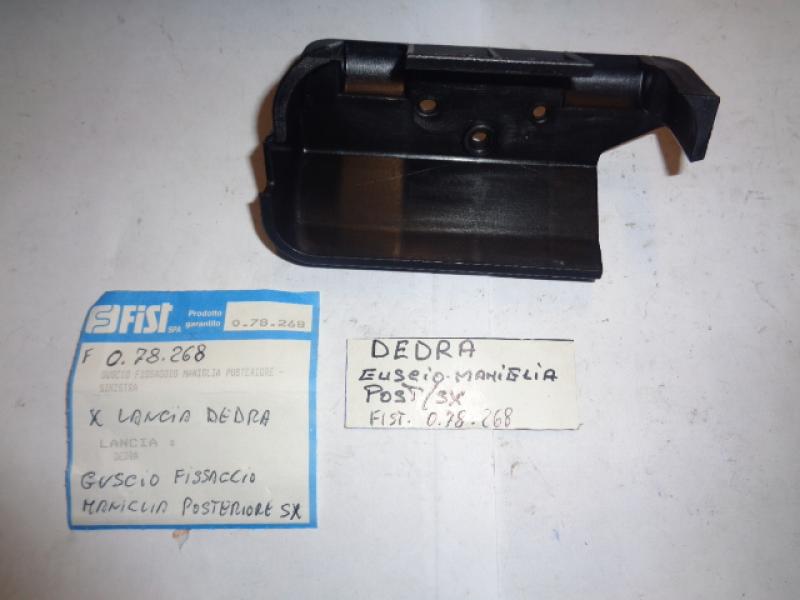 FIST SPA Prodotto garantito 0.78.268
F 0.78.268
GUSCIO FISSAGGIO MANIGLIA POSTERIORE -
SINISTRA
X LANCIA DEDRA
LANCIA :
DEDRA
GUSCIO FISSAGGIO
MANIGLIA POSTERIORE SX
DEDRA
GUSCIO-MANIGLIA
POST/SX
FIST. 0.78.268